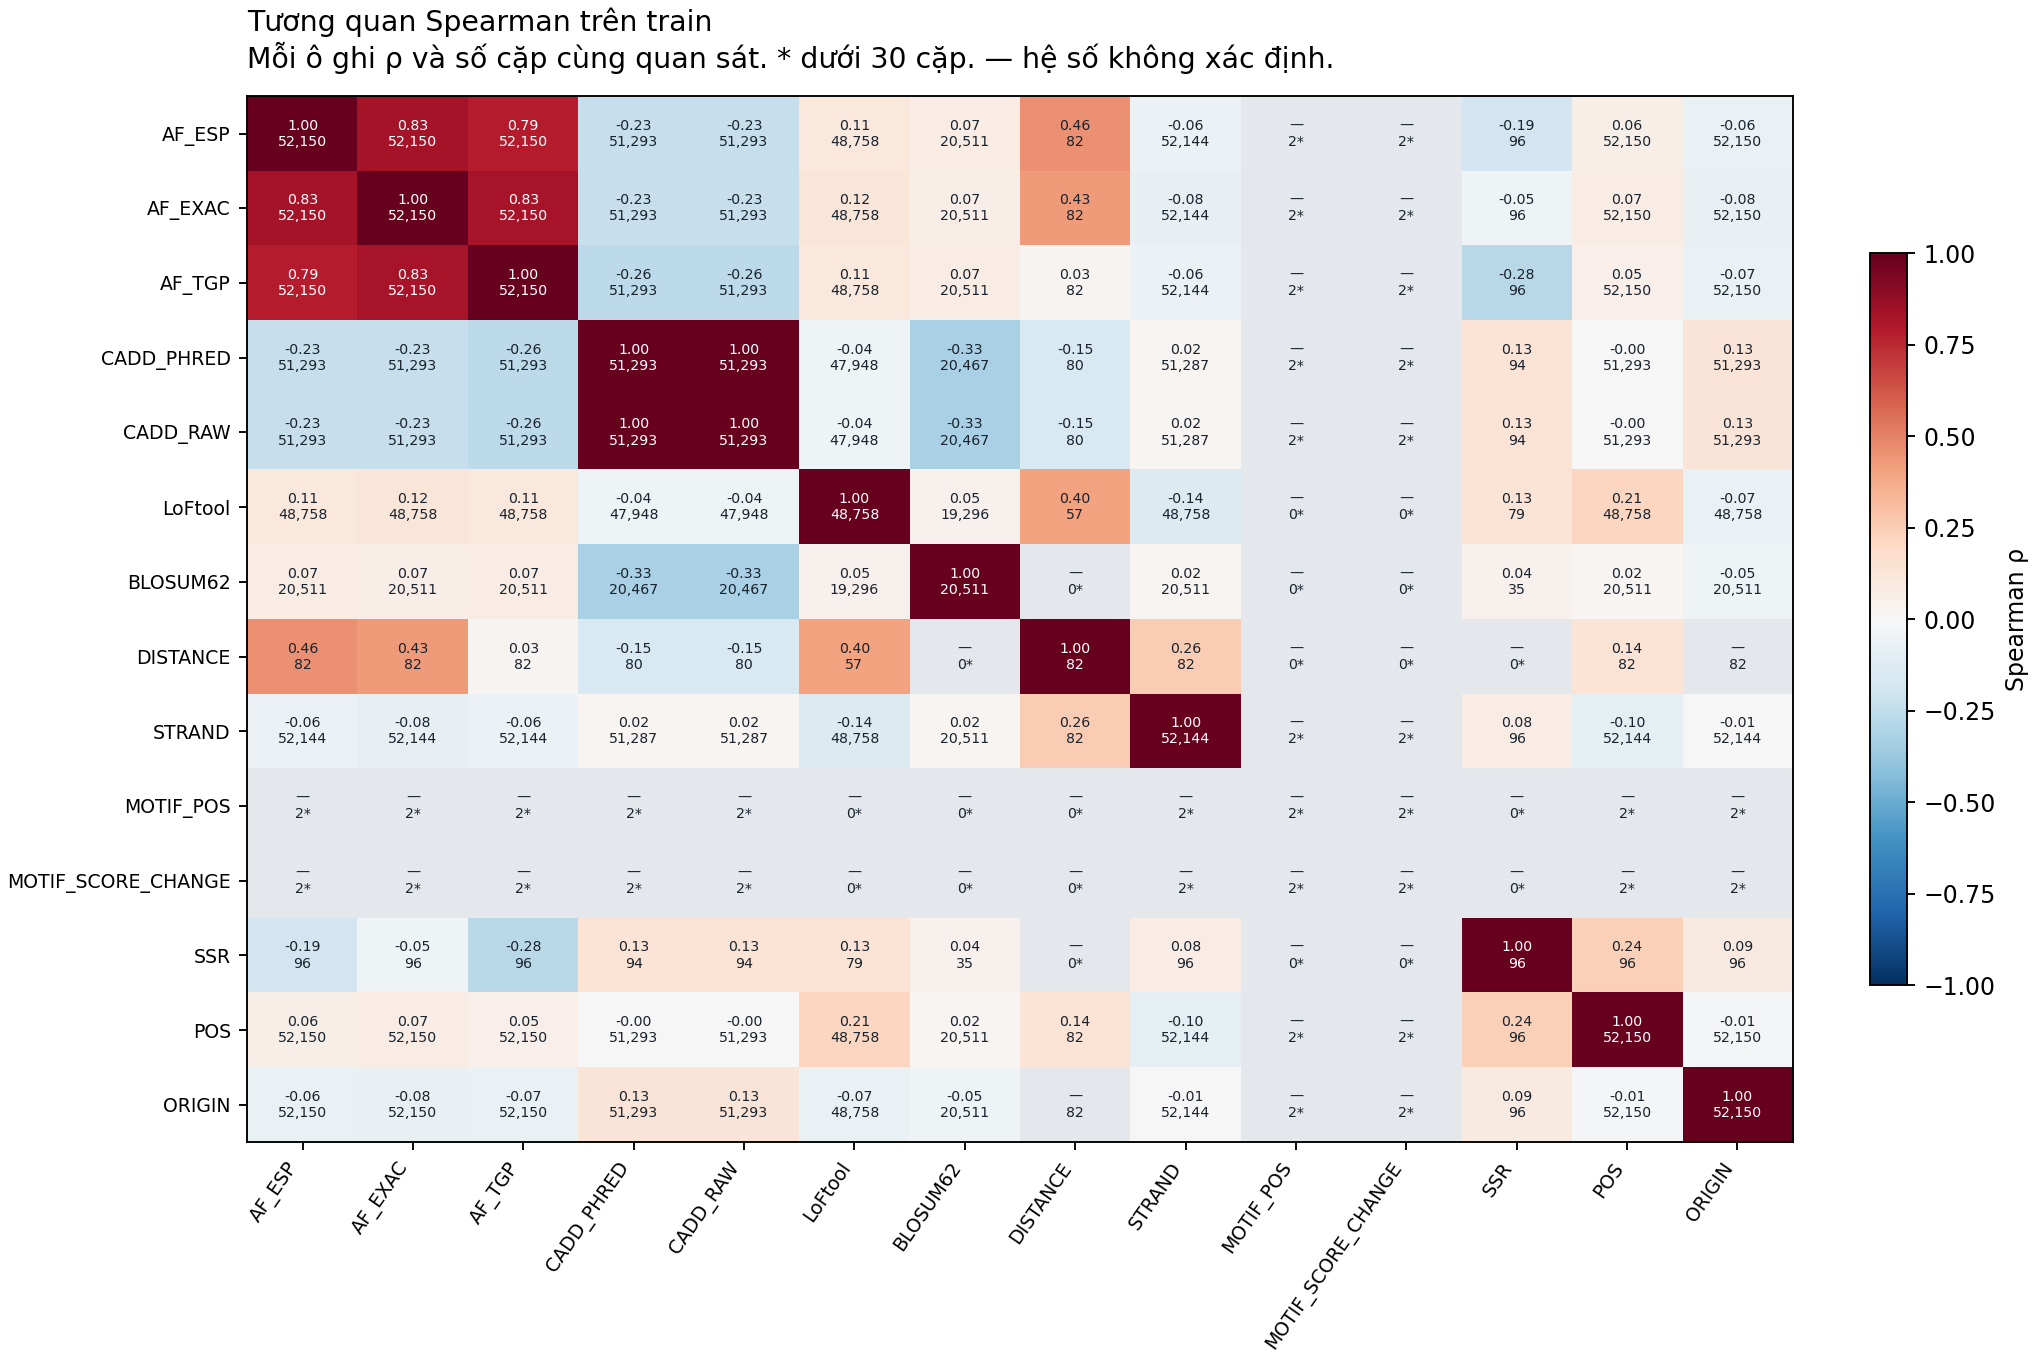 Tương quan Spearman trên train
Mỗi ô ghi ρ và số cặp cùng quan sát. * dưới 30 cặp. — hệ số không xác định.
AF_ESP
1.00 0.83 0.79 -0.23 -0.23 0.11 0.07 0.46 -0.06 — — -0.19 0.06 -0.06
52,150 52,150 52,150 51,293 51,293 48,758 20,511 82 52,144 2* 2* 96 52,150 52,150
AF_EXAC
0.83 1.00 0.83 -0.23 -0.23 0.12 0.07 0.43 -0.08 — — -0.05 0.07 -0.08
52,150 52,150 52,150 51,293 51,293 48,758 20,511 82 52,144 2* 2* 96 52,150 52,150
AF_TGP
0.79 0.83 1.00 -0.26 -0.26 0.11 0.07 0.03 -0.06 — — -0.28 0.05 -0.07
52,150 52,150 52,150 51,293 51,293 48,758 20,511 82 52,144 2* 2* 96 52,150 52,150
CADD_PHRED
-0.23 -0.23 -0.26 1.00 1.00 -0.04 -0.33 -0.15 0.02 — — 0.13 -0.00 0.13
51,293 51,293 51,293 51,293 51,293 47,948 20,467 80 51,287 2* 2* 94 51,293 51,293
CADD_RAW
-0.23 -0.23 -0.26 1.00 1.00 -0.04 -0.33 -0.15 0.02 — — 0.13 -0.00 0.13
51,293 51,293 51,293 51,293 51,293 47,948 20,467 80 51,287 2* 2* 94 51,293 51,293
LoFtool
0.11 0.12 0.11 -0.04 -0.04 1.00 0.05 0.40 -0.14 — — 0.13 0.21 -0.07
48,758 48,758 48,758 47,948 47,948 48,758 19,296 57 48,758 0* 0* 79 48,758 48,758
BLOSUM62
0.07 0.07 0.07 -0.33 -0.33 0.05 1.00 — 0.02 — — 0.04 0.02 -0.05
20,511 20,511 20,511 20,467 20,467 19,296 20,511 0* 20,511 0* 0* 35 20,511 20,511
DISTANCE
0.46 0.43 0.03 -0.15 -0.15 0.40 — 1.00 0.26 — — — 0.14 —
82 82 82 80 80 57 0* 82 82 0* 0* 0* 82 82
STRAND
-0.06 -0.08 -0.06 0.02 0.02 -0.14 0.02 0.26 1.00 — — 0.08 -0.10 -0.01
52,144 52,144 52,144 51,287 51,287 48,758 20,511 82 52,144 2* 2* 96 52,144 52,144
MOTIF_POS
— — — — — — — — — — — — — —
2* 2* 2* 2* 2* 0* 0* 0* 2* 2* 2* 0* 2* 2*
MOTIF_SCORE_CHANGE
— — — — — — — — — — — — — —
2* 2* 2* 2* 2* 0* 0* 0* 2* 2* 2* 0* 2* 2*
SSR
-0.19 -0.05 -0.28 0.13 0.13 0.13 0.04 — 0.08 — — 1.00 0.24 0.09
96 96 96 94 94 79 35 0* 96 0* 0* 96 96 96
POS
0.06 0.07 0.05 -0.00 -0.00 0.21 0.02 0.14 -0.10 — — 0.24 1.00 -0.01
52,150 52,150 52,150 51,293 51,293 48,758 20,511 82 52,144 2* 2* 96 52,150 52,150
ORIGIN
-0.06 -0.08 -0.07 0.13 0.13 -0.07 -0.05 — -0.01 — — 0.09 -0.01 1.00
52,150 52,150 52,150 51,293 51,293 48,758 20,511 82 52,144 2* 2* 96 52,150 52,150
AF_ESP AF_EXAC AF_TGP CADD_PHRED CADD_RAW LoFtool BLOSUM62 DISTANCE STRAND MOTIF_POS MOTIF_SCORE_CHANGE SSR POS ORIGIN
1.00
0.75
0.50
0.25
0.00
−0.25
−0.50
−0.75
−1.00
Spearman ρ